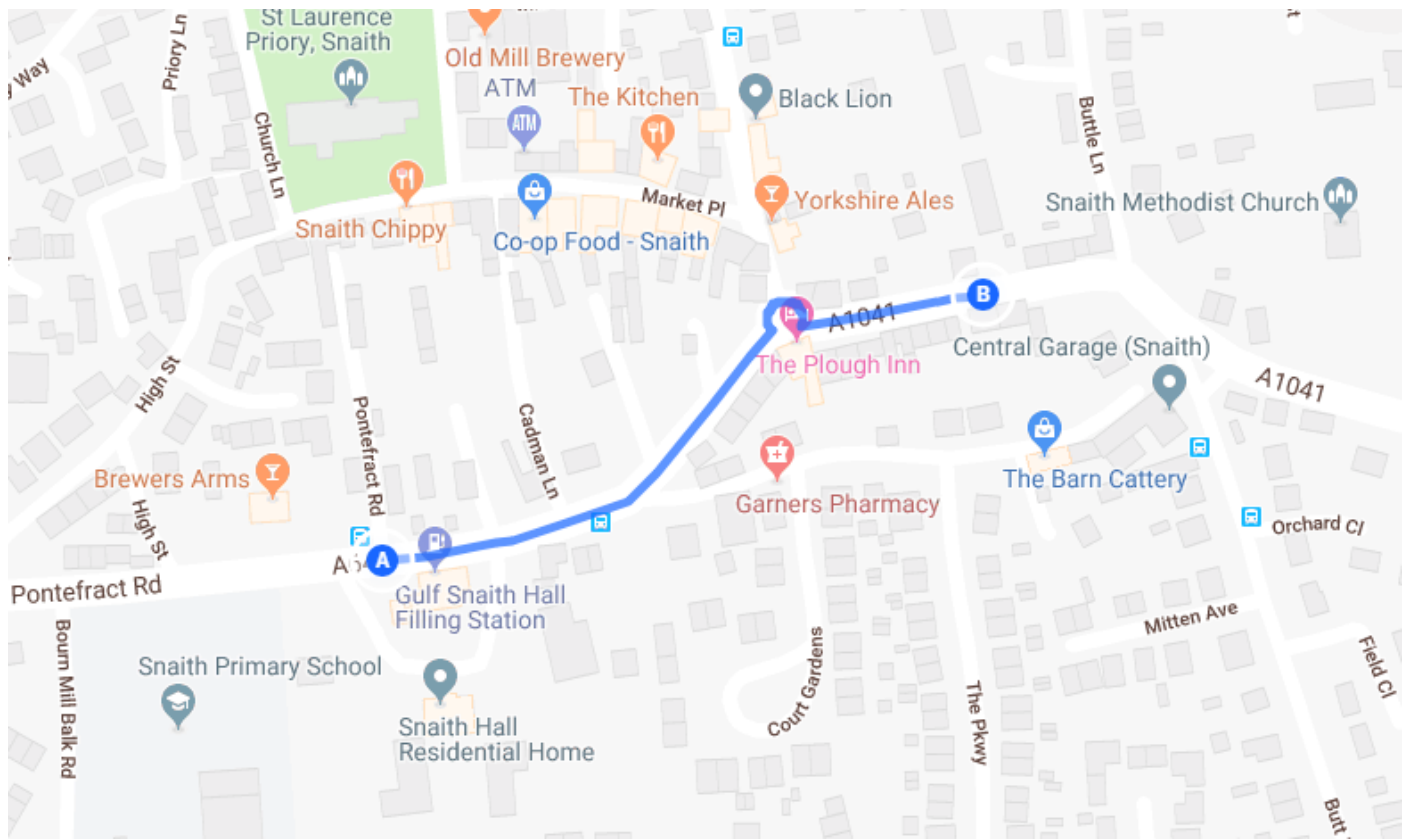 St Laurence
Priory, Snaith
Priory Ln
Way
Old Mill Brewery
ATM
ATM
The Kitchen
Black Lion
Buttle Ln
Church Ln
Market Pl
Yorkshire Ales
Snaith Methodist Church
Snaith Chippy
Co-op Food - Snaith
B
A1041
The Plough Inn
Central Garage (Snaith)
A1041
High St
Pontefract Rd
Cadman Ln
Brewers Arms
The Barn Cattery
Garners Pharmacy
High St
Orchard Cl
A
Pontefract Rd
Gulf Snaith Hall
Filling Station
Mitten Ave
Bourn Mill Balk Rd
Snaith Primary School
Court Gardens
The Pkwy
Field Cl
Snaith Hall
Residential Home
Butt